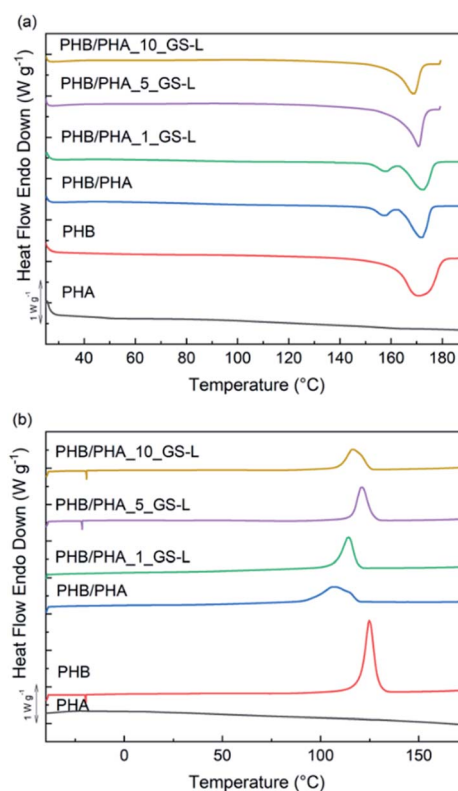 (a)
PHB/PHA_10_GS-L
PHB/PHA_5_GS-L
PHB/PHA_1_GS-L
PHB/PHA
PHB
PHA
Heat Flow Endo Down (W g⁻¹)
1 W g⁻¹
40 60 80 100 120 140 160 180
Temperature (°C)
(b)
PHB/PHA_10_GS-L
PHB/PHA_5_GS-L
PHB/PHA_1_GS-L
PHB/PHA
PHB
PHA
Heat Flow Endo Down (W g⁻¹)
1 W g⁻¹
0 50 100 150
Temperature (°C)